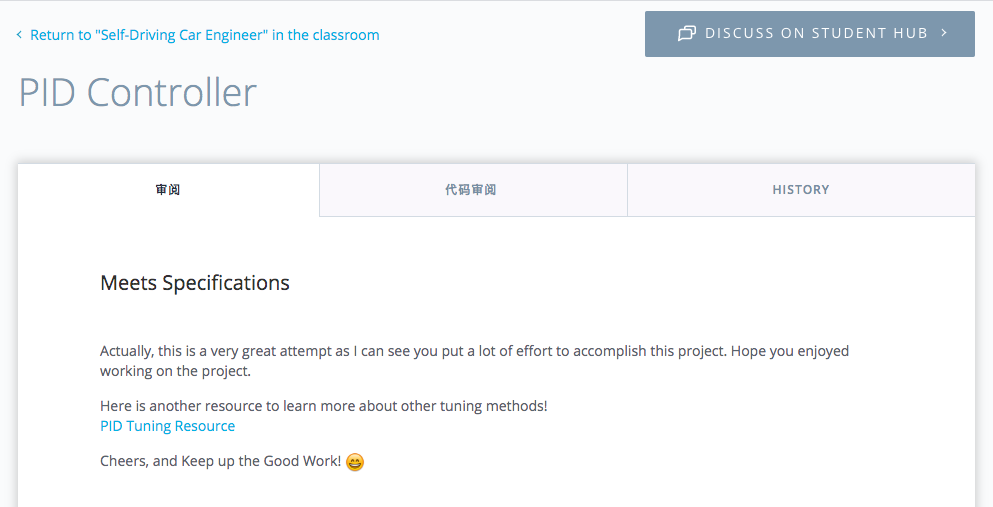 Return to "Self-Driving Car Engineer" in the classroom
DISCUSS ON STUDENT HUB
PID Controller
审阅
代码审阅
HISTORY
Meets Specifications
Actually, this is a very great attempt as I can see you put a lot of effort to accomplish this project. Hope you enjoyed
working on the project.
Here is another resource to learn more about other tuning methods!
PID Tuning Resource
Cheers, and Keep up the Good Work! 😄